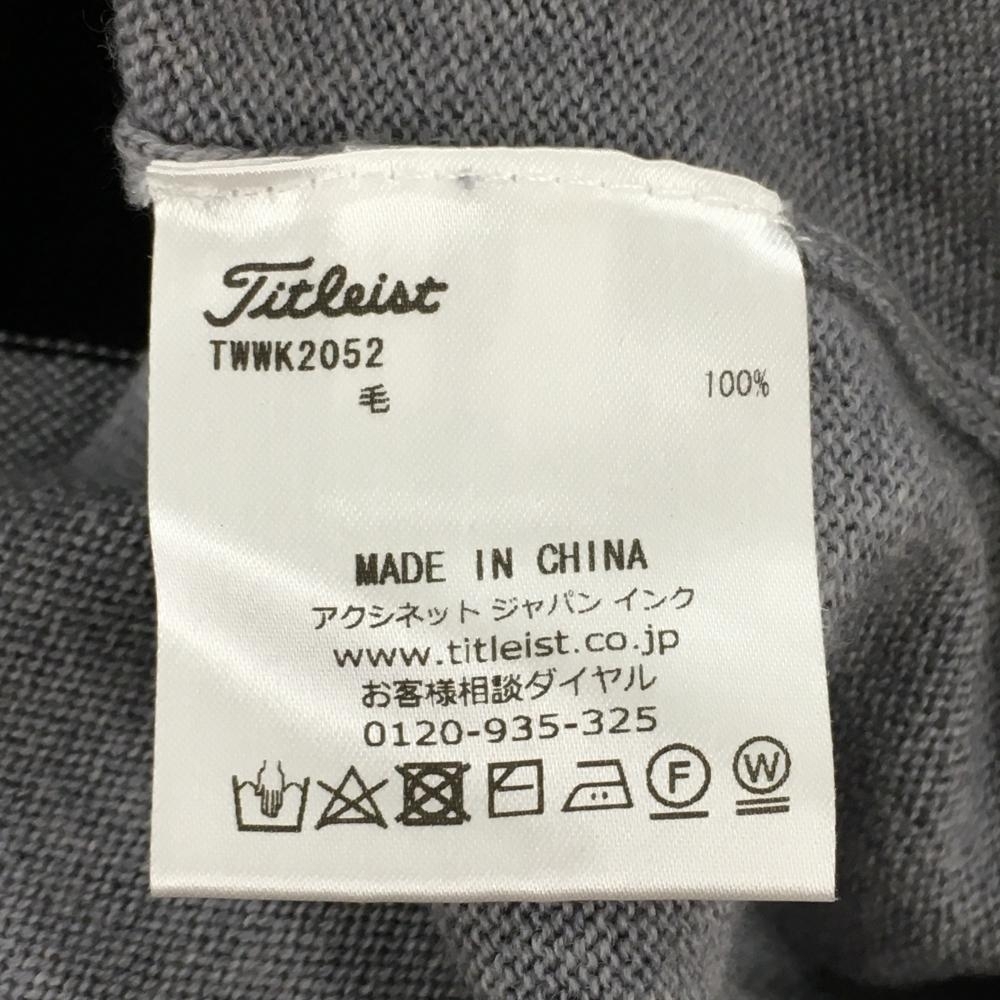 Titleist
TWWK2052
毛 100%
MADE IN CHINA
アクシネット ジャパン インク
www.titleist.co.jp
お客様相談ダイヤル
0120-935-325
F W